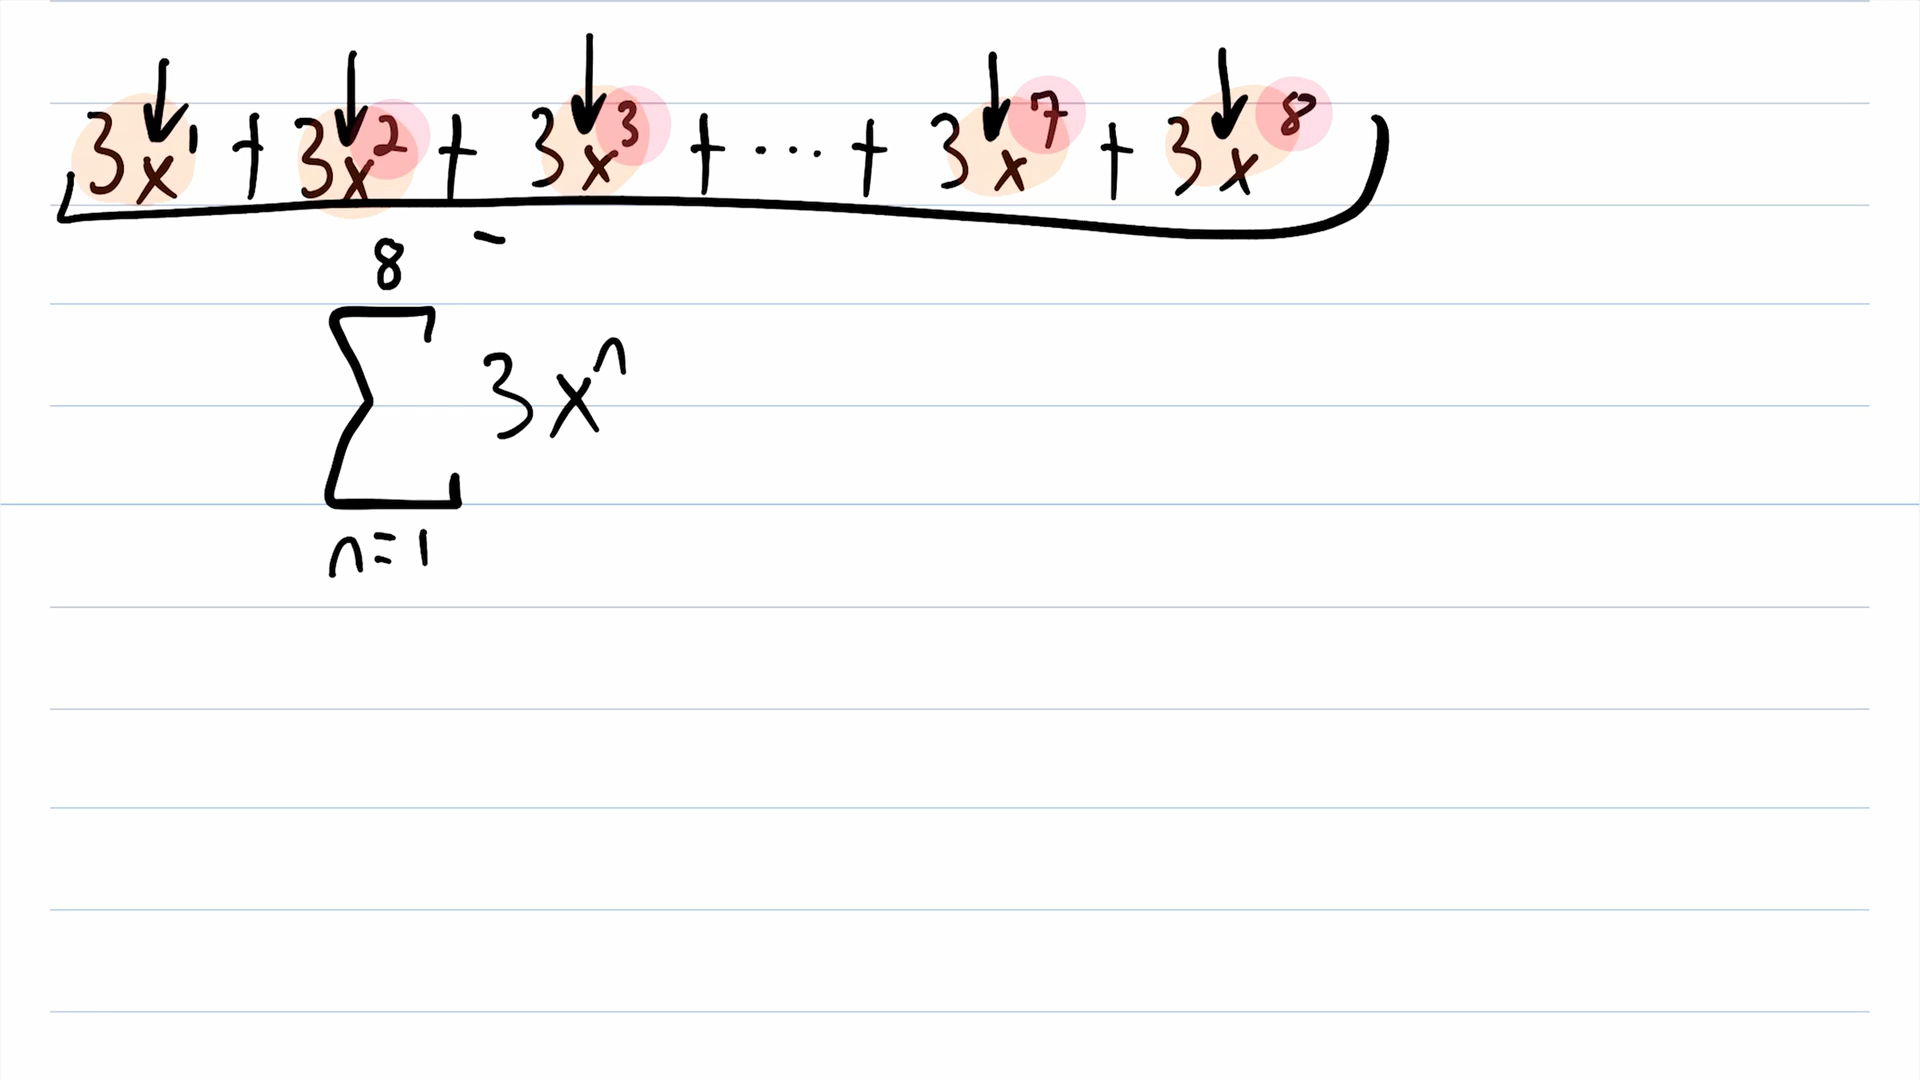 3x¹ + 3x² + 3x³ + ... + 3x⁷ + 3x⁸
8
∑ 3xⁿ
n=1